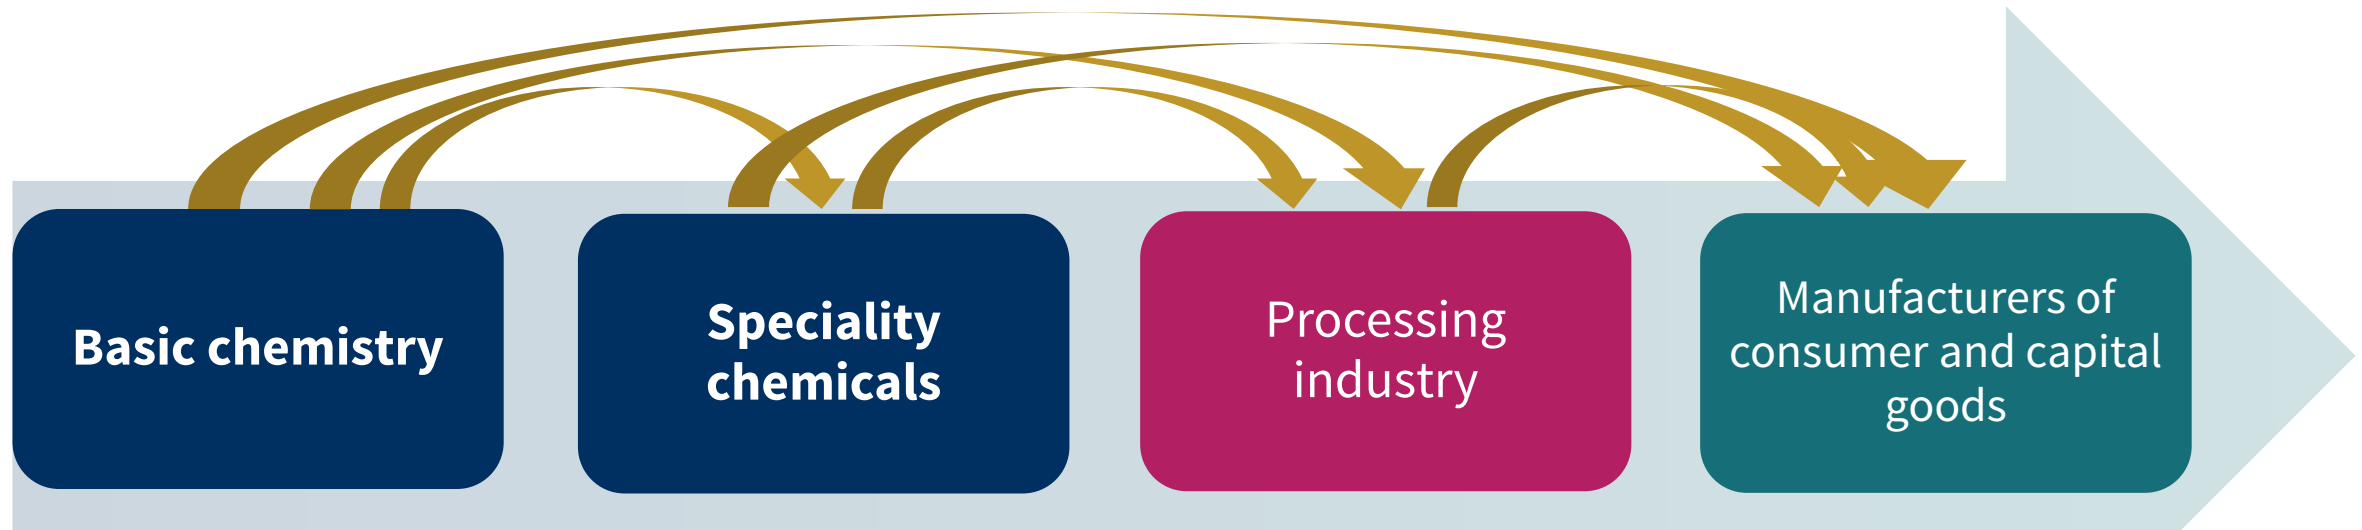 Basic chemistry
Speciality
chemicals
Processing
industry
Manufacturers of
consumer and capital
goods